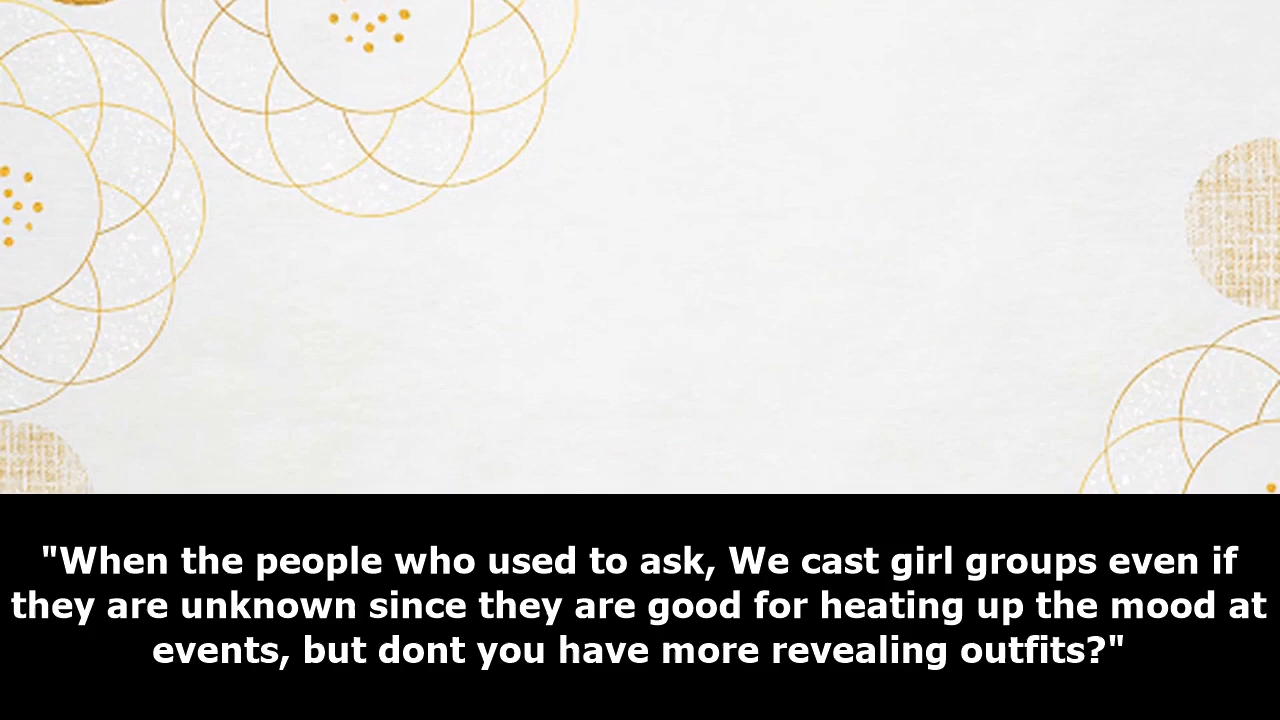 "When the people who used to ask, We cast girl groups even if
they are unknown since they are good for heating up the mood at
events, but dont you have more revealing outfits?"